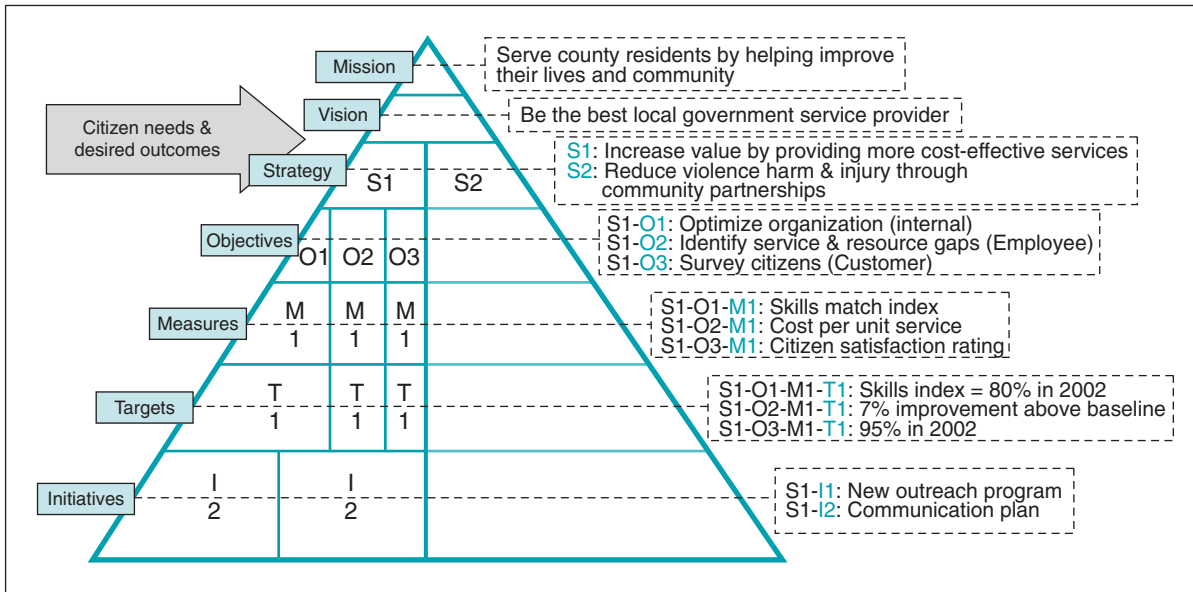 Mission
Serve county residents by helping improve
their lives and community
Vision
Be the best local government service provider
Citizen needs &
desired outcomes
Strategy
S1 S2
S1: Increase value by providing more cost-effective services
S2: Reduce violence harm & injury through
community partnerships
Objectives
O1 O2 O3
S1-O1: Optimize organization (internal)
S1-O2: Identify service & resource gaps (Employee)
S1-O3: Survey citizens (Customer)
Measures
M M M
1 1 1
S1-O1-M1: Skills match index
S1-O2-M1: Cost per unit service
S1-O3-M1: Citizen satisfaction rating
Targets
T T T
1 1 1
S1-O1-M1-T1: Skills index = 80% in 2002
S1-O2-M1-T1: 7% improvement above baseline
S1-O3-M1-T1: 95% in 2002
Initiatives
I I
2 2
S1-I1: New outreach program
S1-I2: Communication plan